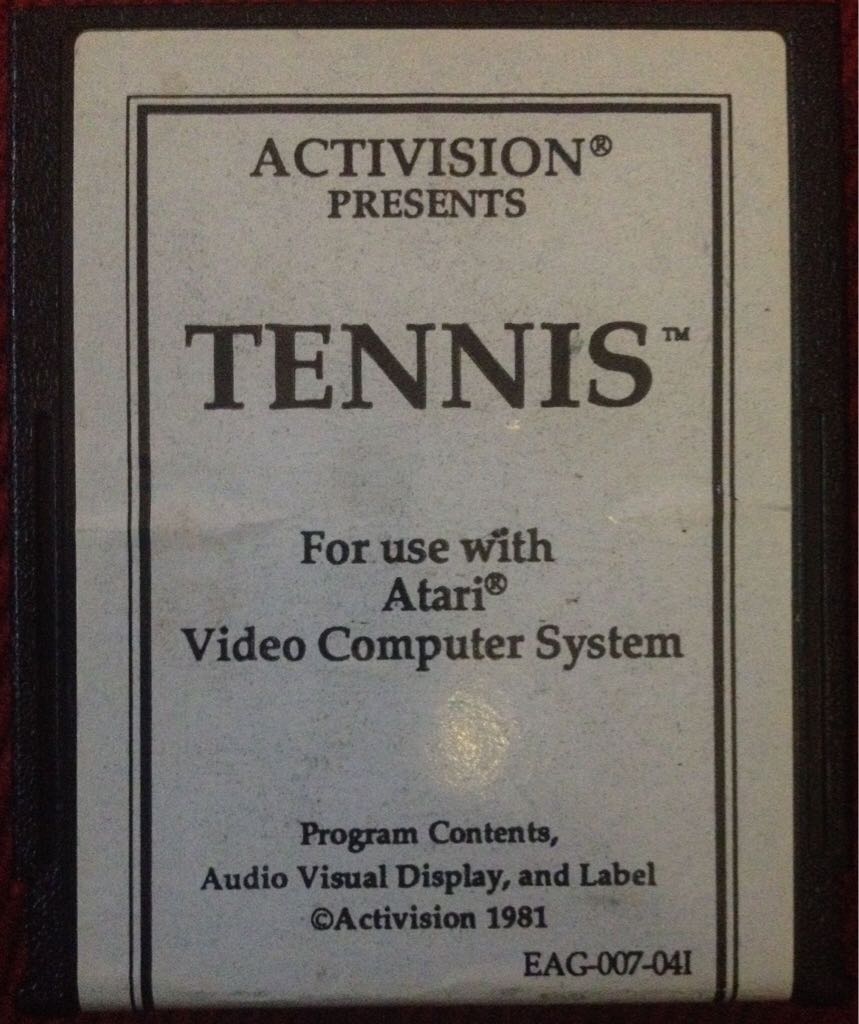 ACTIVISION®
PRESENTS
TENNIS™
For use with
Atari®
Video Computer System
Program Contents,
Audio Visual Display, and Label
©Activision 1981
EAG-007-04I